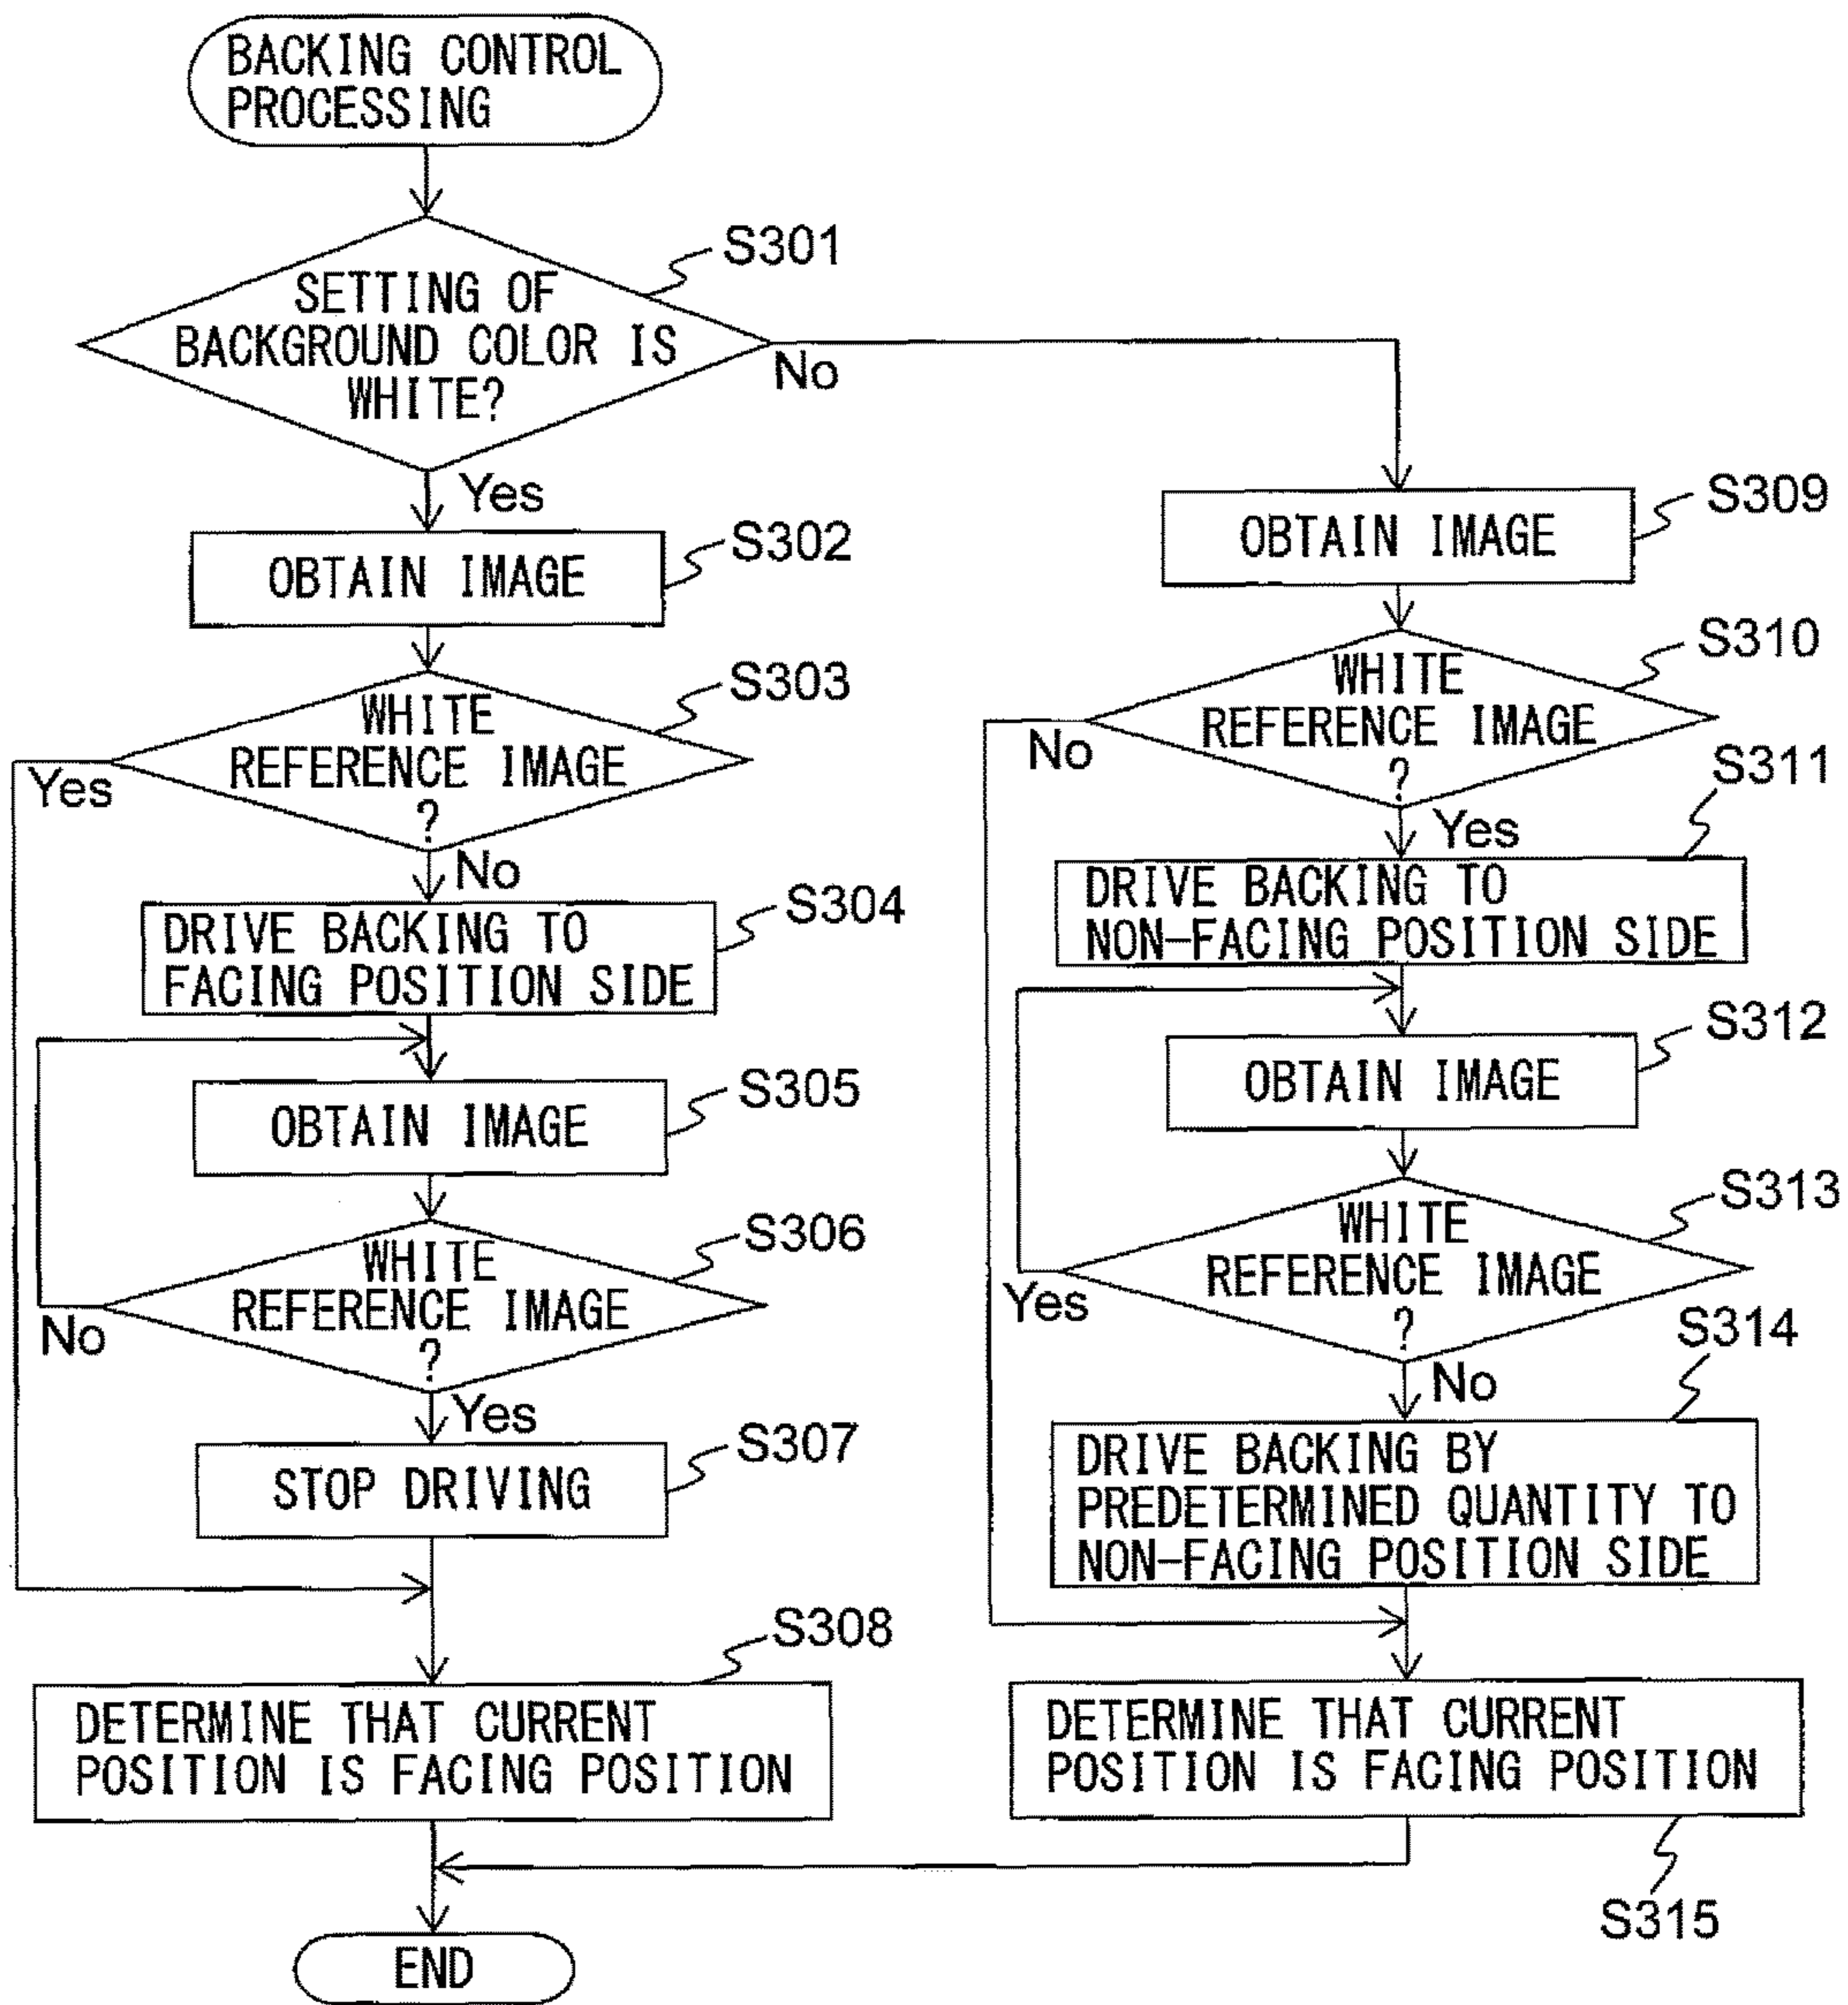 BACKING CONTROL
PROCESSING
S301
SETTING OF
BACKGROUND COLOR IS
WHITE?
No
Yes
S302
OBTAIN IMAGE
S303
WHITE
REFERENCE IMAGE
?
Yes
No
S304
DRIVE BACKING TO
FACING POSITION SIDE
S305
OBTAIN IMAGE
S306
WHITE
REFERENCE IMAGE
?
No
Yes
S307
STOP DRIVING
S308
DETERMINE THAT CURRENT
POSITION IS FACING POSITION
S309
OBTAIN IMAGE
S310
WHITE
REFERENCE IMAGE
?
No
Yes
S311
DRIVE BACKING TO
NON-FACING POSITION SIDE
S312
OBTAIN IMAGE
S313
WHITE
REFERENCE IMAGE
?
Yes
No
S314
DRIVE BACKING BY
PREDETERMINED QUANTITY TO
NON-FACING POSITION SIDE
DETERMINE THAT CURRENT
POSITION IS FACING POSITION
S315
END